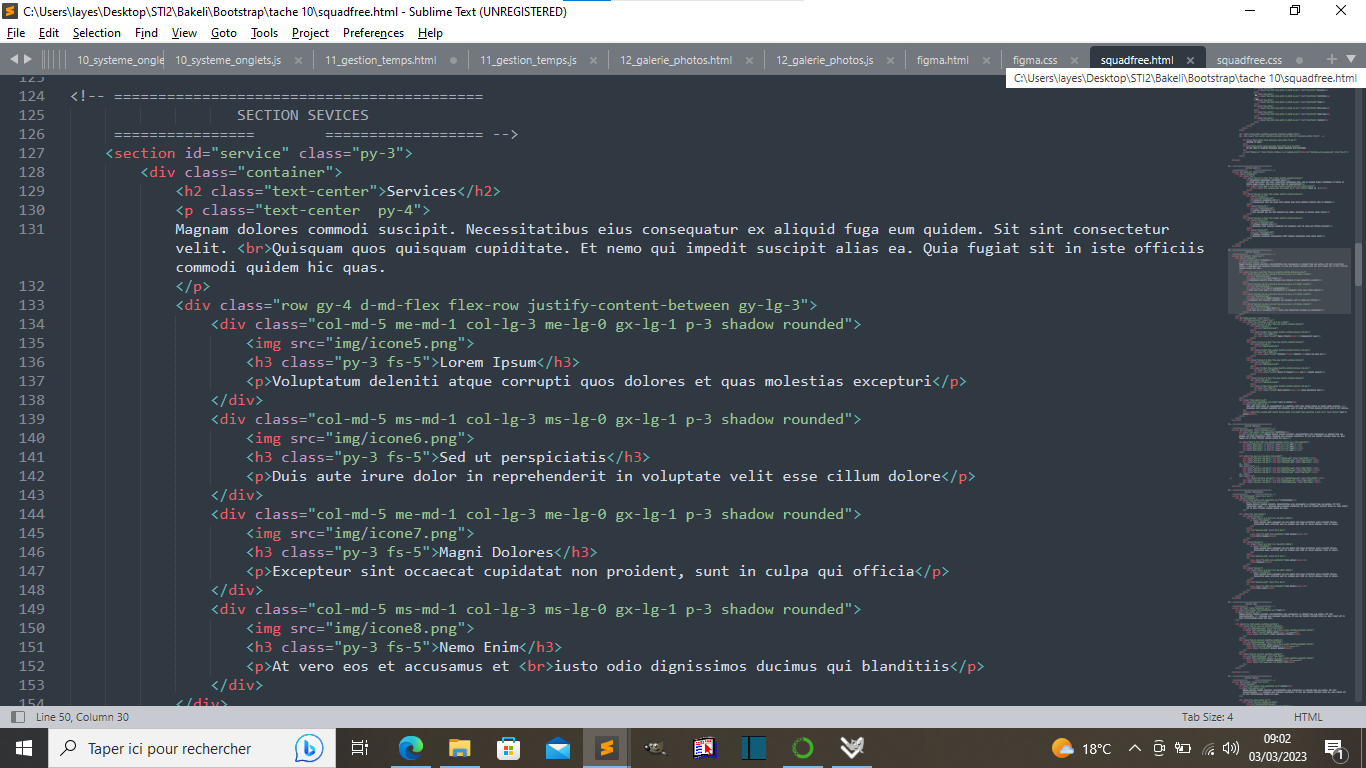 C:\Users\layes\Desktop\STI2\Bakeli\Bootstrap\tache 10\squadfree.html - Sublime Text (UNREGISTERED)
File Edit Selection Find View Goto Tools Project Preferences Help
10_systeme_ongle 10_systeme_onglets.js 11_gestion_temps.html 11_gestion_temps.js 12_galerie_photos.html 12_galerie_photos.js figma.html figma.css squadfree.html squadfree.css
C:\Users\layes\Desktop\STI2\Bakeli\Bootstrap\tache 10\squadfree.html
123
124 <!-- ==========================================
125 SECTION SEVICES
126 ================ ================== -->
127 <section id="service" class="py-3">
128 <div class="container">
129 <h2 class="text-center">Services</h2>
130 <p class="text-center  py-4">
131 Magnam dolores commodi suscipit. Necessitatibus eius consequatur ex aliquid fuga eum quidem. Sit sint consectetur
velit. <br>Quisquam quos quisquam cupiditate. Et nemo qui impedit suscipit alias ea. Quia fugiat sit in iste officiis
commodi quidem hic quas.
132 </p>
133 <div class="row gy-4 d-md-flex flex-row justify-content-between gy-lg-3">
134 <div class="col-md-5 me-md-1 col-lg-3 me-lg-0 gx-lg-1 p-3 shadow rounded">
135 <img src="img/icone5.png">
136 <h3 class="py-3 fs-5">Lorem Ipsum</h3>
137 <p>Voluptatum deleniti atque corrupti quos dolores et quas molestias excepturi</p>
138 </div>
139 <div class="col-md-5 ms-md-1 col-lg-3 ms-lg-0 gx-lg-1 p-3 shadow rounded">
140 <img src="img/icone6.png">
141 <h3 class="py-3 fs-5">Sed ut perspiciatis</h3>
142 <p>Duis aute irure dolor in reprehenderit in voluptate velit esse cillum dolore</p>
143 </div>
144 <div class="col-md-5 me-md-1 col-lg-3 me-lg-0 gx-lg-1 p-3 shadow rounded">
145 <img src="img/icone7.png">
146 <h3 class="py-3 fs-5">Magni Dolores</h3>
147 <p>Excepteur sint occaecat cupidatat non proident, sunt in culpa qui officia</p>
148 </div>
149 <div class="col-md-5 ms-md-1 col-lg-3 ms-lg-0 gx-lg-1 p-3 shadow rounded">
150 <img src="img/icone8.png">
151 <h3 class="py-3 fs-5">Nemo Enim</h3>
152 <p>At vero eos et accusamus et <br>iusto odio dignissimos ducimus qui blanditiis</p>
153 </div>
154 </div>
Line 50, Column 30 Tab Size: 4 HTML
Taper ici pour rechercher 18°C 09:02
03/03/2023 1